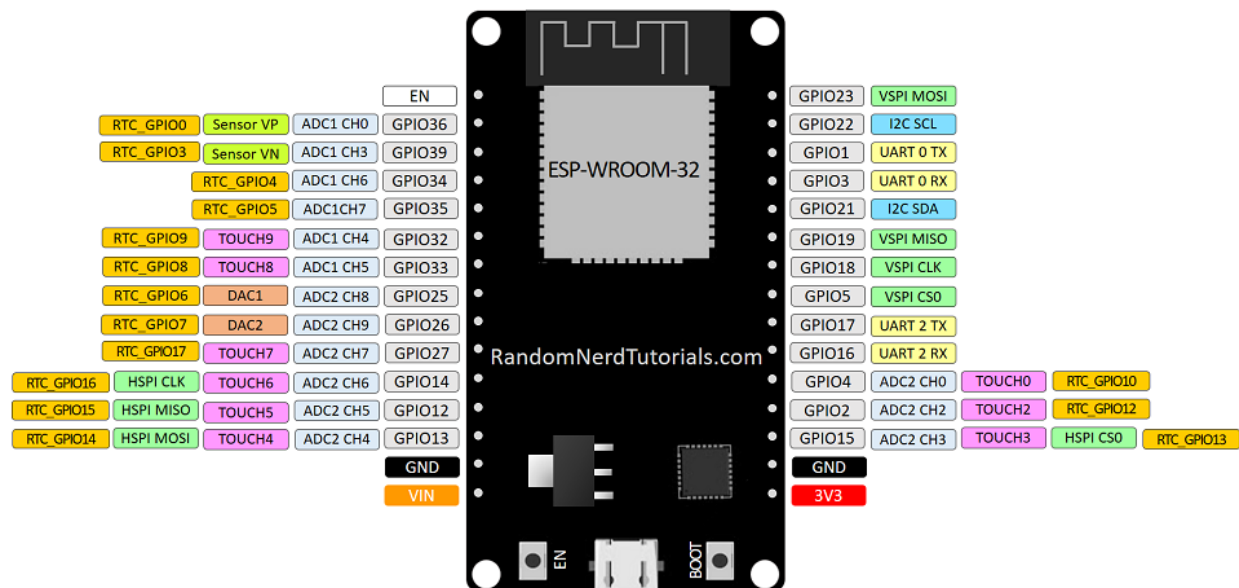 EN
GPIO23 VSPI MOSI
RTC_GPIO0 Sensor VP ADC1 CH0 GPIO36
GPIO22 I2C SCL
RTC_GPIO3 Sensor VN ADC1 CH3 GPIO39
GPIO1 UART 0 TX
RTC_GPIO4 ADC1 CH6 GPIO34
GPIO3 UART 0 RX
ESP-WROOM-32
RTC_GPIO5 ADC1CH7 GPIO35
GPIO21 I2C SDA
RTC_GPIO9 TOUCH9 ADC1 CH4 GPIO32
GPIO19 VSPI MISO
RTC_GPIO8 TOUCH8 ADC1 CH5 GPIO33
GPIO18 VSPI CLK
RTC_GPIO6 DAC1 ADC2 CH8 GPIO25
GPIO5 VSPI CS0
RTC_GPIO7 DAC2 ADC2 CH9 GPIO26
GPIO17 UART 2 TX
RTC_GPIO17 TOUCH7 ADC2 CH7 GPIO27
RandomNerdTutorials.com
GPIO16 UART 2 RX
RTC_GPIO16 HSPI CLK TOUCH6 ADC2 CH6 GPIO14
GPIO4 ADC2 CH0 TOUCH0 RTC_GPIO10
RTC_GPIO15 HSPI MISO TOUCH5 ADC2 CH5 GPIO12
GPIO2 ADC2 CH2 TOUCH2 RTC_GPIO12
RTC_GPIO14 HSPI MOSI TOUCH4 ADC2 CH4 GPIO13
GPIO15 ADC2 CH3 TOUCH3 HSPI CS0 RTC_GPIO13
GND
GND
VIN
3V3
EN
BOOT